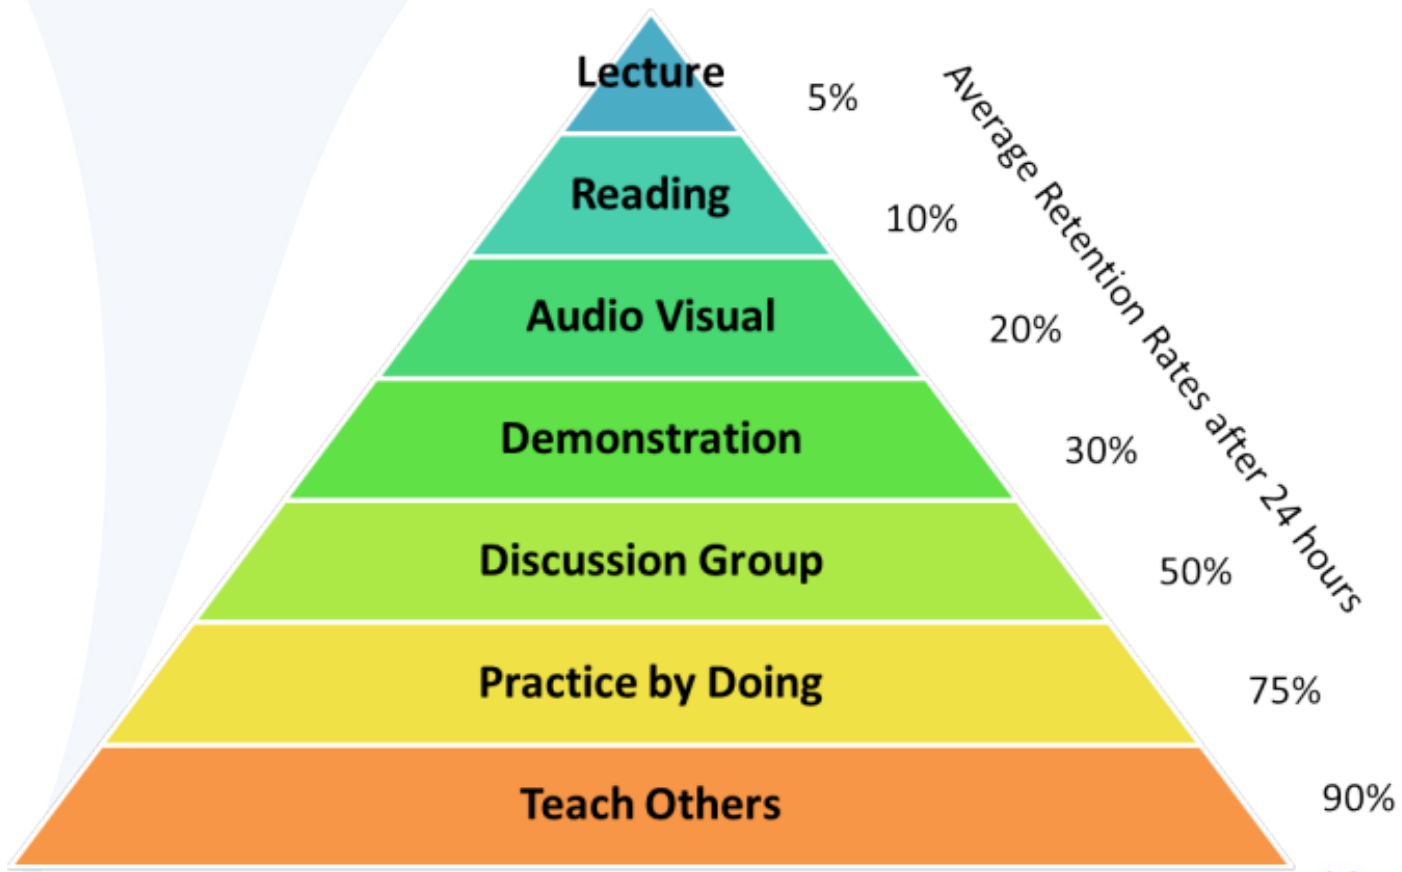 Lecture
5%
Average Retention Rates after 24 hours
Reading
10%
Audio Visual
20%
Demonstration
30%
Discussion Group
50%
Practice by Doing
75%
Teach Others
90%